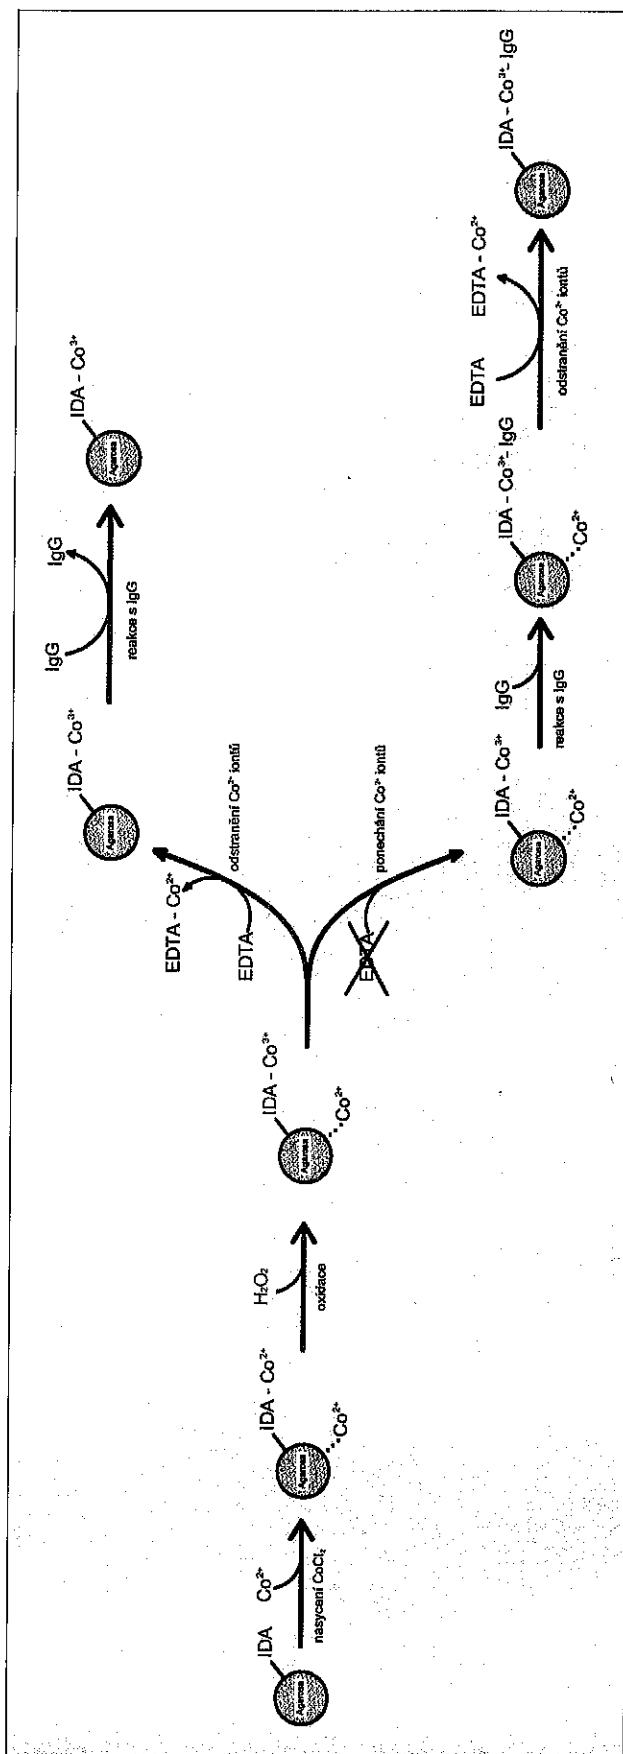 IDA
Agarosa
Co²⁺
nasycení CoCl₂
IDA - Co²⁺
Agarosa
Co²⁺
H₂O₂
oxidace
IDA - Co³⁺
Agarosa
Co²⁺
EDTA
EDTA - Co²⁺
odstranění Co²⁺ iontů
IDA - Co³⁺
Agarosa
IgG
IgG
reakce s IgG
IDA - Co³⁺
Agarosa
EDTA
ponechání Co²⁺ iontů
IDA - Co³⁺
Agarosa
Co²⁺
IgG
reakce s IgG
IDA - Co³⁺- IgG
Agarosa
Co²⁺
EDTA
EDTA - Co²⁺
odstranění Co²⁺ iontů
IDA - Co³⁺- IgG
Agarosa